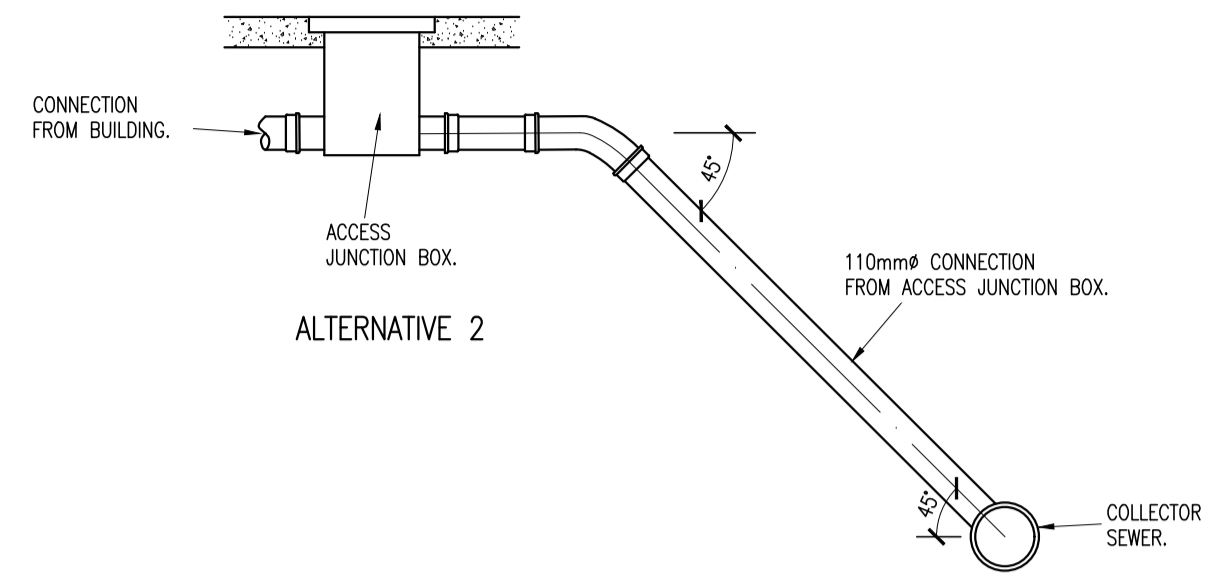 CONNECTION
FROM BUILDING.
ACCESS
JUNCTION BOX.
45°
110mmø CONNECTION
FROM ACCESS JUNCTION BOX.
ALTERNATIVE 2
45°
COLLECTOR
SEWER.